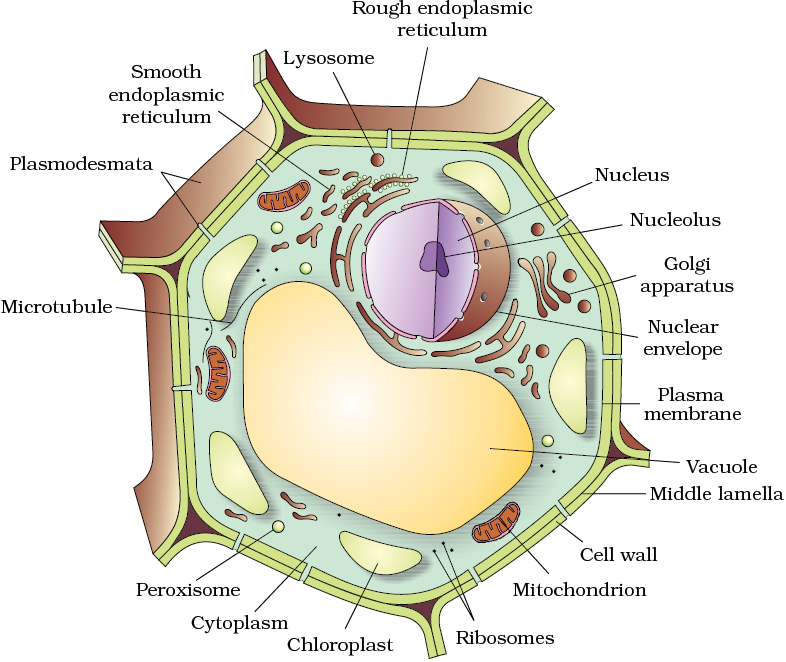 Rough endoplasmic
reticulum
Lysosome
Smooth
endoplasmic
reticulum
Plasmodesmata
Nucleus
Nucleolus
Golgi
apparatus
Microtubule
Nuclear
envelope
Plasma
membrane
Vacuole
Middle lamella
Cell wall
Mitochondrion
Peroxisome
Cytoplasm
Ribosomes
Chloroplast